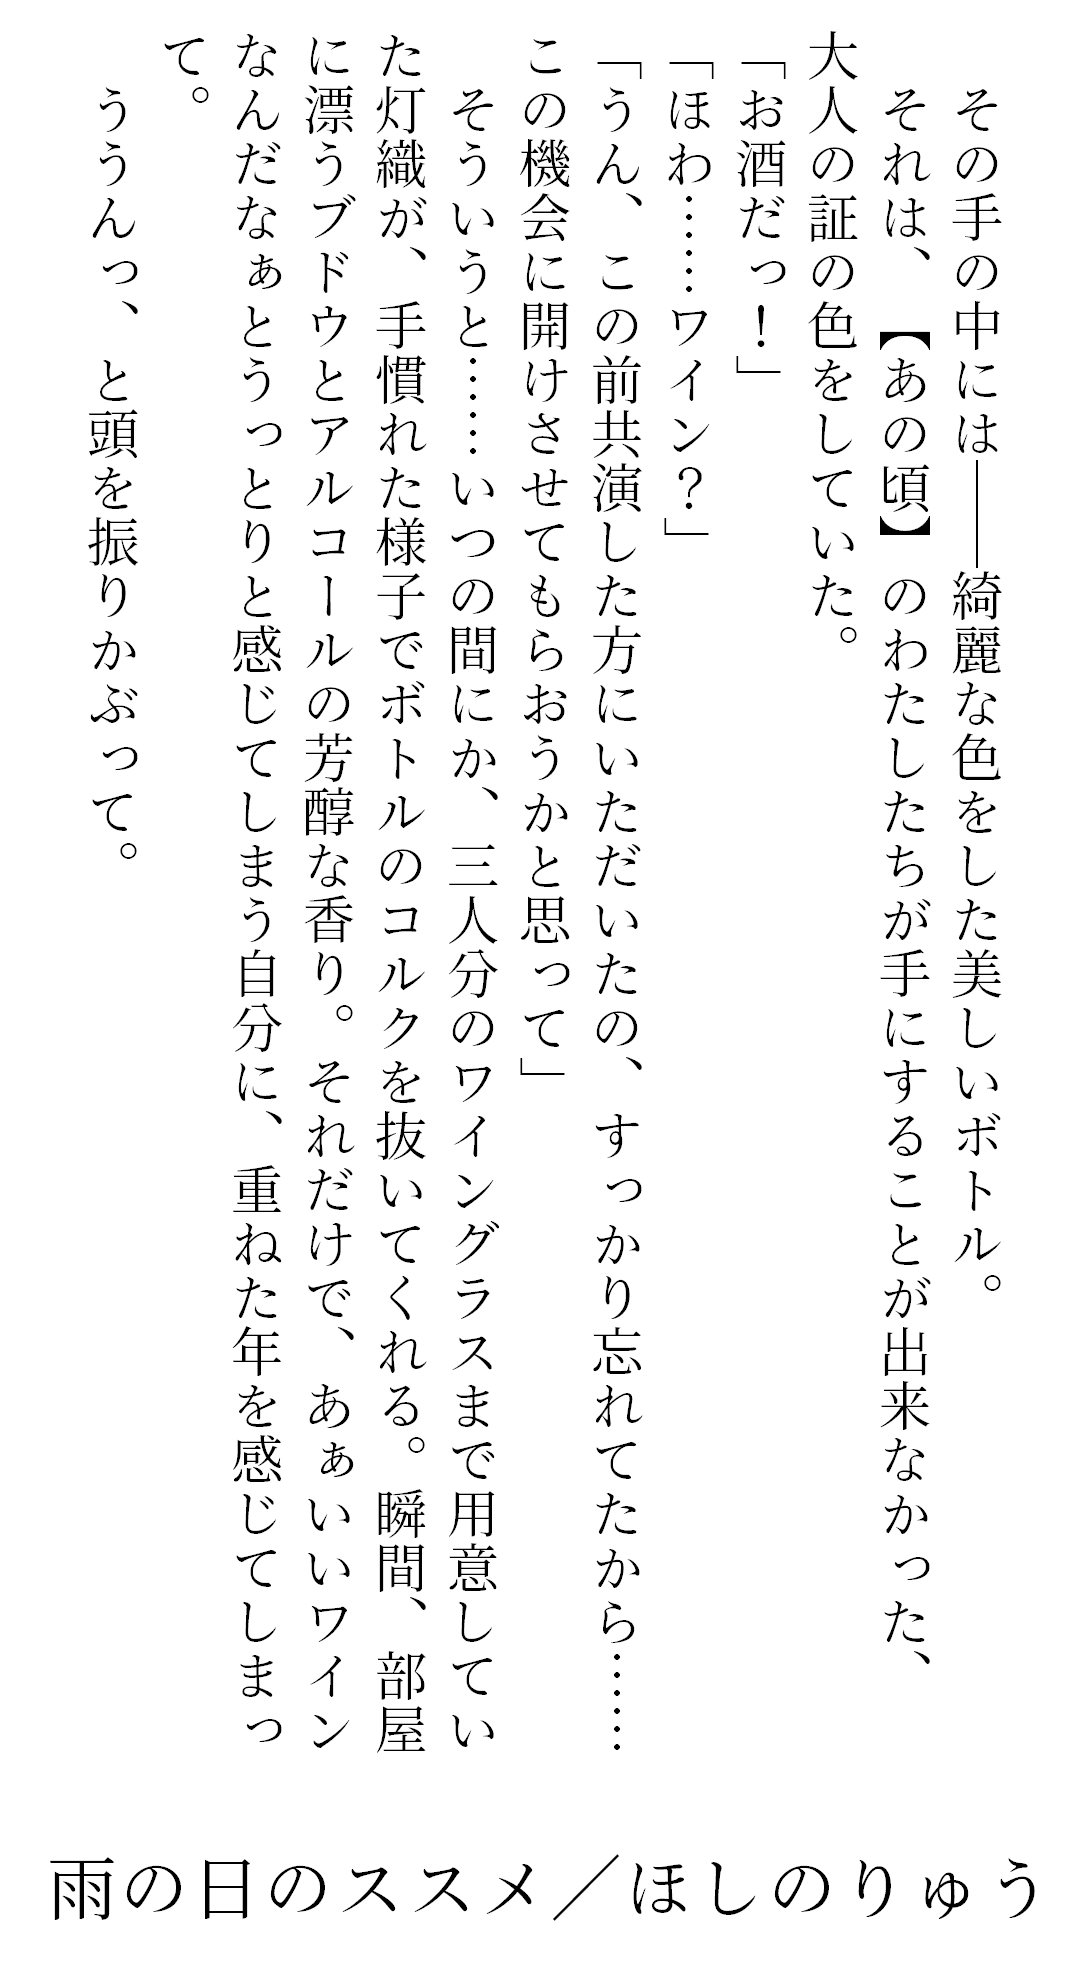 その手の中には――綺麗な色をした美しいボトル。
　それは、【あの頃】のわたしたちが手にすることが出来なかった、
大人の証の色をしていた。
「お酒だっ！」
「ほわ……ワイン？」
「うん、この前共演した方にいただいたの、すっかり忘れてたから……
この機会に開けさせてもらおうかと思って」
　そういうと……いつの間にか、三人分のワイングラスまで用意してい
た灯織が、手慣れた様子でボトルのコルクを抜いてくれる。瞬間、部屋
に漂うブドウとアルコールの芳醇な香り。それだけで、あぁいいワイン
なんだなぁとうっとりと感じてしまう自分に、重ねた年を感じてしまっ
て。
　ううんっ、と頭を振りかぶって。
雨の日のススメ／ほしのりゅう